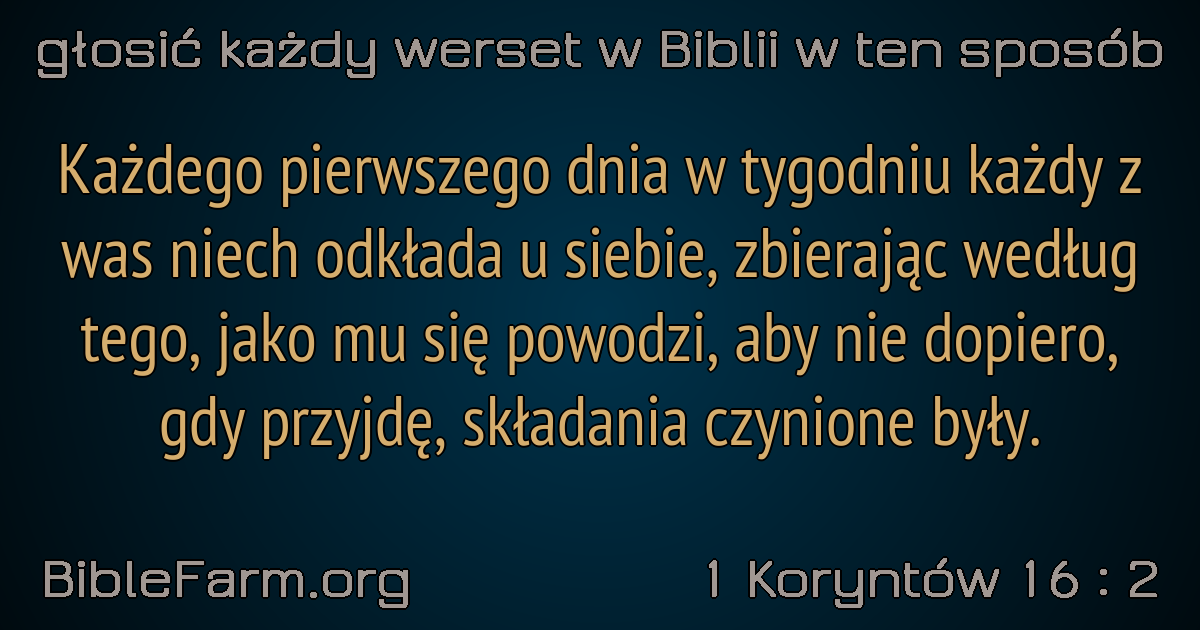 głosić każdy werset w Biblii w ten sposób
Każdego pierwszego dnia w tygodniu każdy z
was niech odkłada u siebie, zbierając według
tego, jako mu się powodzi, aby nie dopiero,
gdy przyjdę, składania czynione były.
BibleFarm.org
1 Koryntów 16 : 2